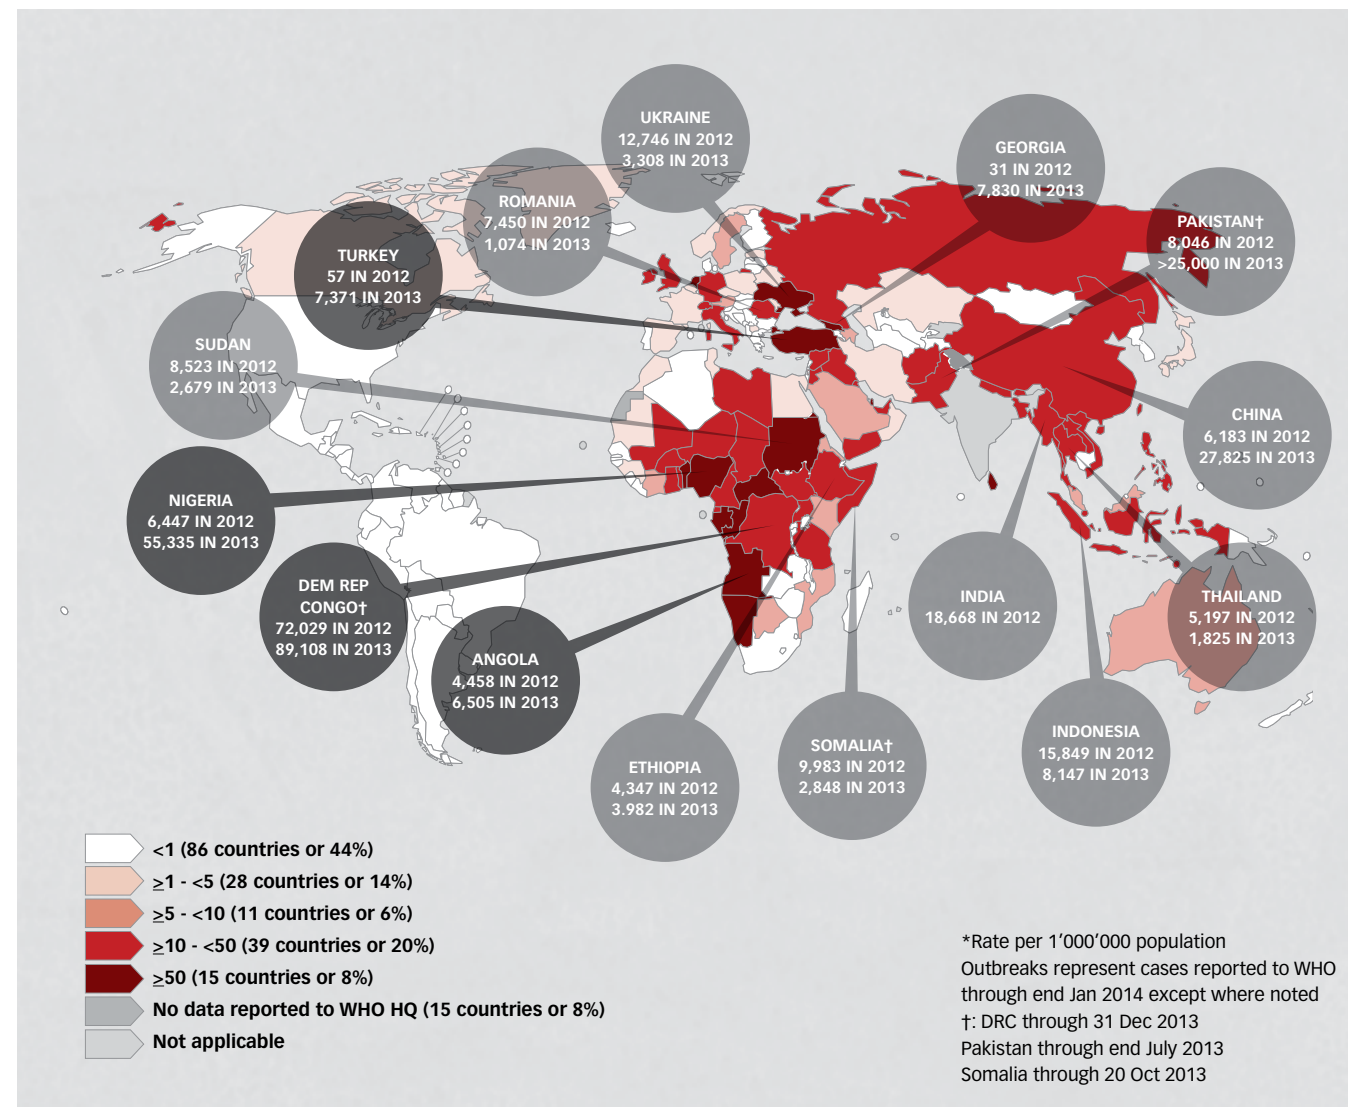 UKRAINE
12,746 IN 2012
3,308 IN 2013
GEORGIA
31 IN 2012
7,830 IN 2013
ROMANIA
7,450 IN 2012
1,074 IN 2013
PAKISTAN†
8,046 IN 2012
>25,000 IN 2013
TURKEY
57 IN 2012
7,371 IN 2013
SUDAN
8,523 IN 2012
2,679 IN 2013
CHINA
6,183 IN 2012
27,825 IN 2013
NIGERIA
6,447 IN 2012
55,335 IN 2013
DEM REP
CONGO†
72,029 IN 2012
89,108 IN 2013
INDIA
18,668 IN 2012
THAILAND
5,197 IN 2012
1,825 IN 2013
ANGOLA
4,458 IN 2012
6,505 IN 2013
ETHIOPIA
4,347 IN 2012
3.982 IN 2013
SOMALIA†
9,983 IN 2012
2,848 IN 2013
INDONESIA
15,849 IN 2012
8,147 IN 2013
<1 (86 countries or 44%)
≥1 - <5 (28 countries or 14%)
≥5 - <10 (11 countries or 6%)
≥10 - <50 (39 countries or 20%)
≥50 (15 countries or 8%)
No data reported to WHO HQ (15 countries or 8%)
Not applicable
*Rate per 1’000’000 population
Outbreaks represent cases reported to WHO
through end Jan 2014 except where noted
†: DRC through 31 Dec 2013
Pakistan through end July 2013
Somalia through 20 Oct 2013